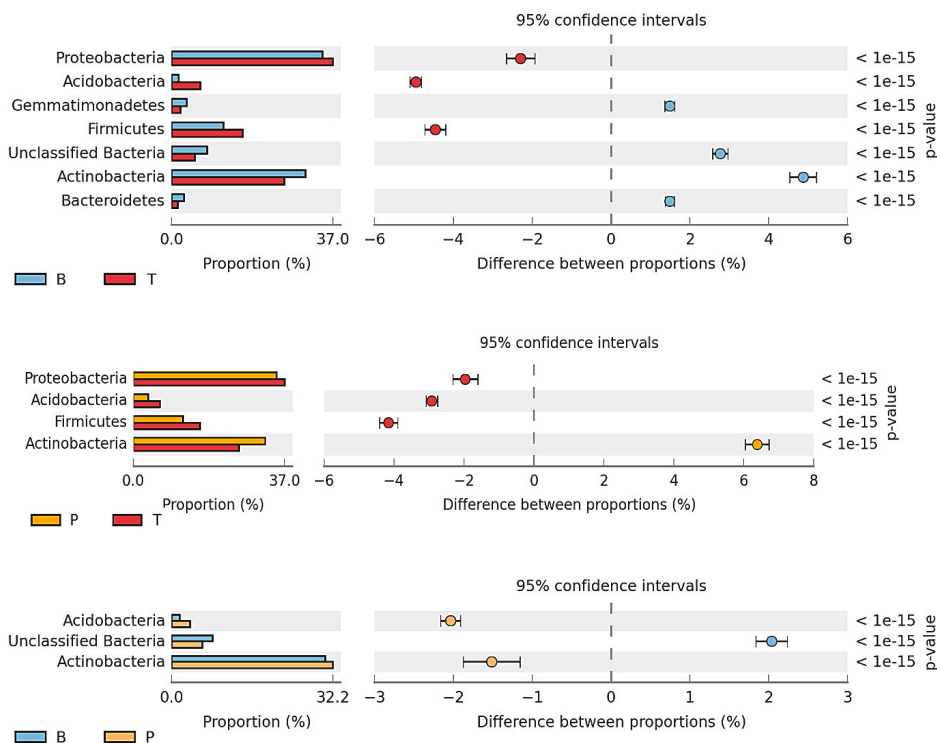 95% confidence intervals
Proteobacteria < 1e-15
Acidobacteria < 1e-15
Gemmatimonadetes < 1e-15
Firmicutes < 1e-15
Unclassified Bacteria < 1e-15
Actinobacteria < 1e-15
Bacteroidetes < 1e-15
p-value
0.0 37.0 −6 −4 −2 0 2 4 6
Proportion (%) Difference between proportions (%)
B T
95% confidence intervals
Proteobacteria < 1e-15
Acidobacteria < 1e-15
Firmicutes < 1e-15
Actinobacteria < 1e-15
p-value
0.0 37.0 −6 −4 −2 0 2 4 6 8
Proportion (%) Difference between proportions (%)
P T
95% confidence intervals
Acidobacteria < 1e-15
Unclassified Bacteria < 1e-15
Actinobacteria < 1e-15
p-value
0.0 32.2 −3 −2 −1 0 1 2 3
Proportion (%) Difference between proportions (%)
B P